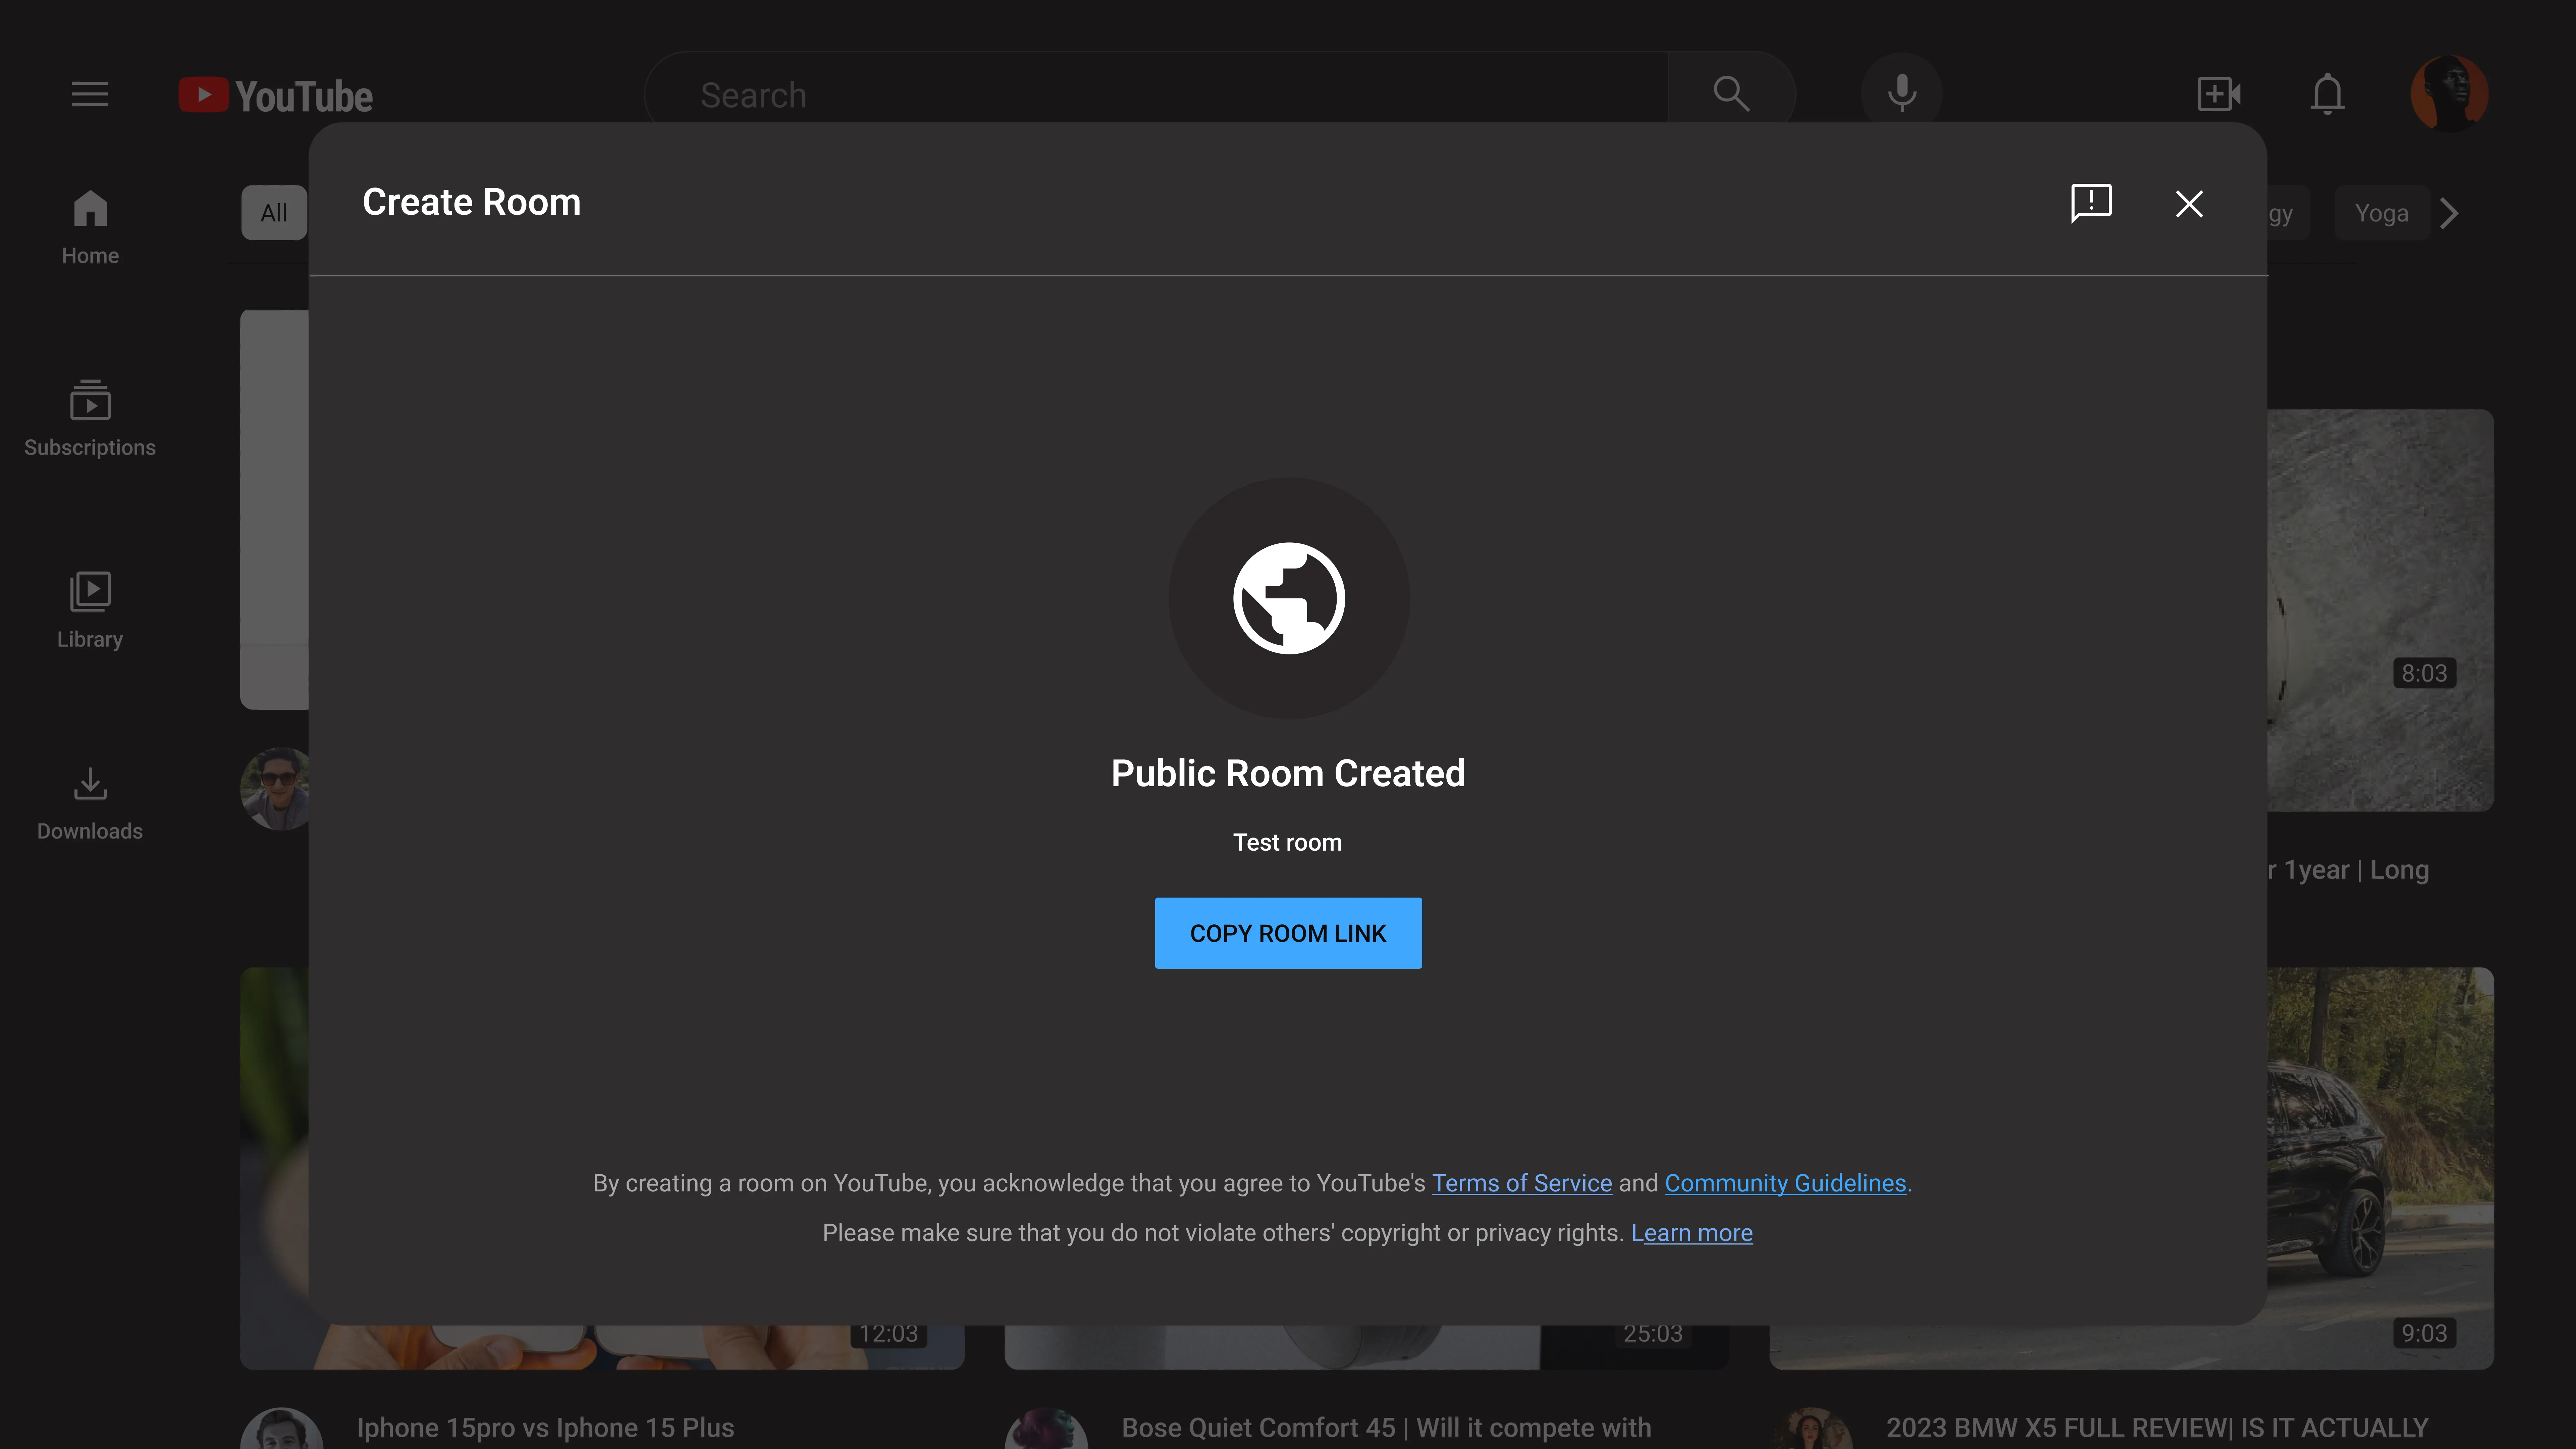 YouTube
Search
Create Room
All
gy
Yoga
Home
Subscriptions
Library
8:03
Public Room Created
Downloads
Test room
r 1year | Long
COPY ROOM LINK
By creating a room on YouTube, you acknowledge that you agree to YouTube's Terms of Service and Community Guidelines.
Please make sure that you do not violate others' copyright or privacy rights. Learn more
12:03
25:03
9:03
Iphone 15pro vs Iphone 15 Plus
Bose Quiet Comfort 45 | Will it compete with
2023 BMW X5 FULL REVIEW| IS IT ACTUALLY